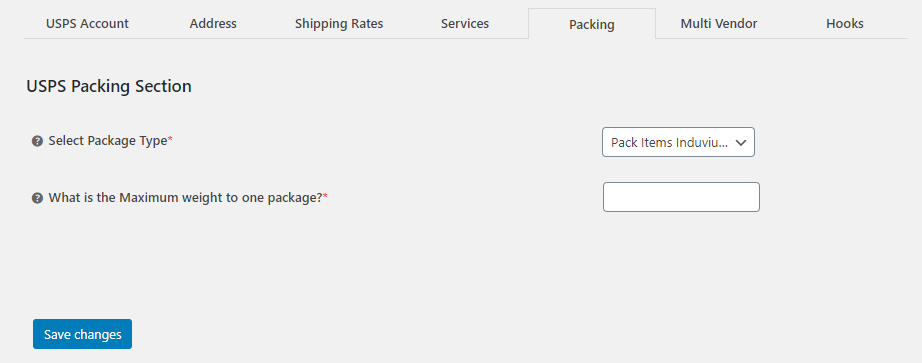 USPS Account Address Shipping Rates Services Packing Multi Vendor Hooks
USPS Packing Section
Select Package Type* Pack Items Induviu...
What is the Maximum weight to one package?*
Save changes